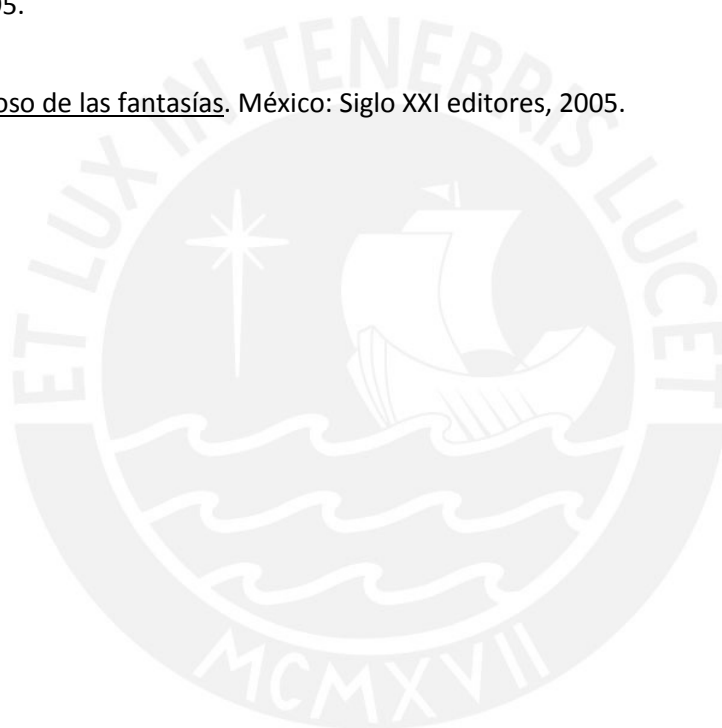 05.
oso de las fantasías. México: Siglo XXI editores, 2005.
ET LUX IN TENEBRIS LUCET
MCMXVII